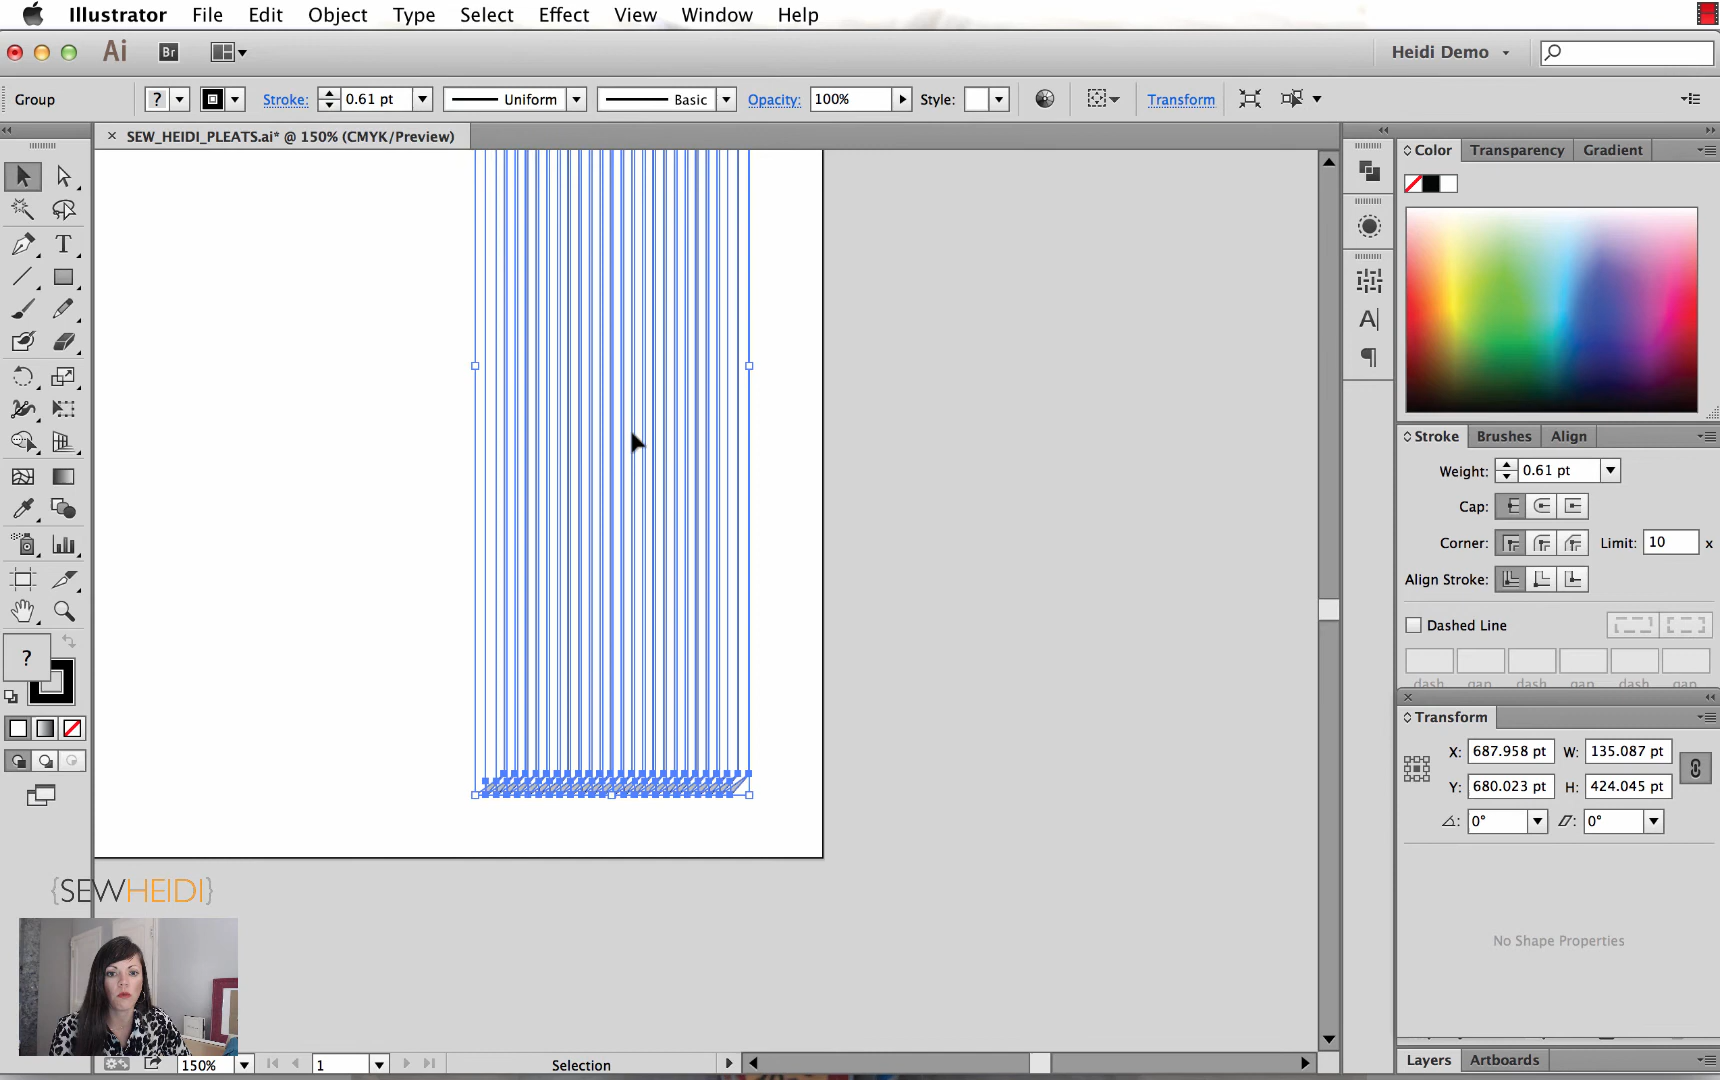 Illustrator File Edit Object Type Select Effect View Window Help
Ai Br Heidi Demo
Group ? Stroke: 0.61 pt Uniform Basic Opacity: 100% Style: Transform
× SEW_HEIDI_PLEATS.ai* @ 150% (CMYK/Preview)
Color Transparency Gradient
T
A
Stroke Brushes Align
Weight: 0.61 pt
Cap:
Corner: Limit: 10 x
Align Stroke:
Dashed Line
dash gap dash gap dash gap
?
Transform
X: 687.958 pt W: 135.087 pt
Y: 680.023 pt H: 424.045 pt
0° 0°
No Shape Properties
{SEWHEIDI}
150% 1 Selection
Layers Artboards